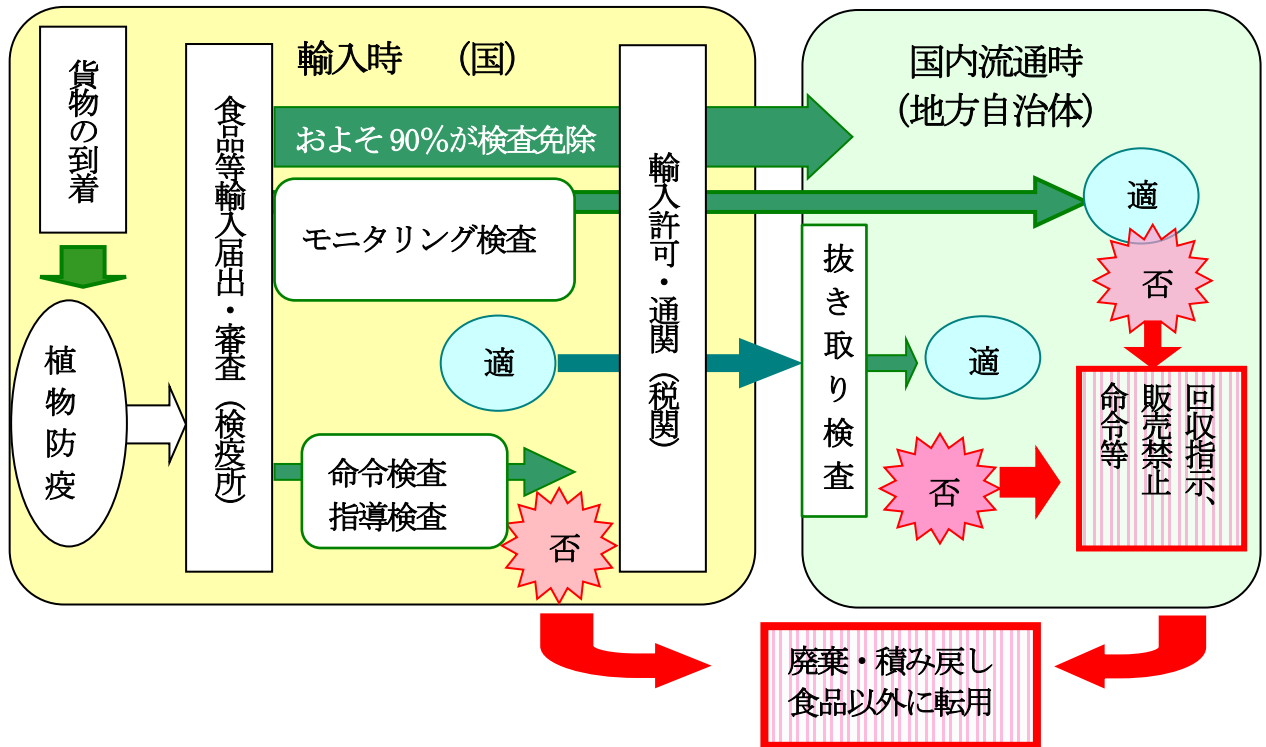 貨物の到着
植物防疫
食品等輸入届出・審査（検疫所）
輸入時　（国）
およそ90％が検査免除
モニタリング検査
適
命令検査
指導検査
否
輸入許可・通関（税関）
国内流通時
（地方自治体）
適
否
抜き取り検査
適
否
回収指示、
販売禁止
命令等
廃棄・積み戻し
食品以外に転用